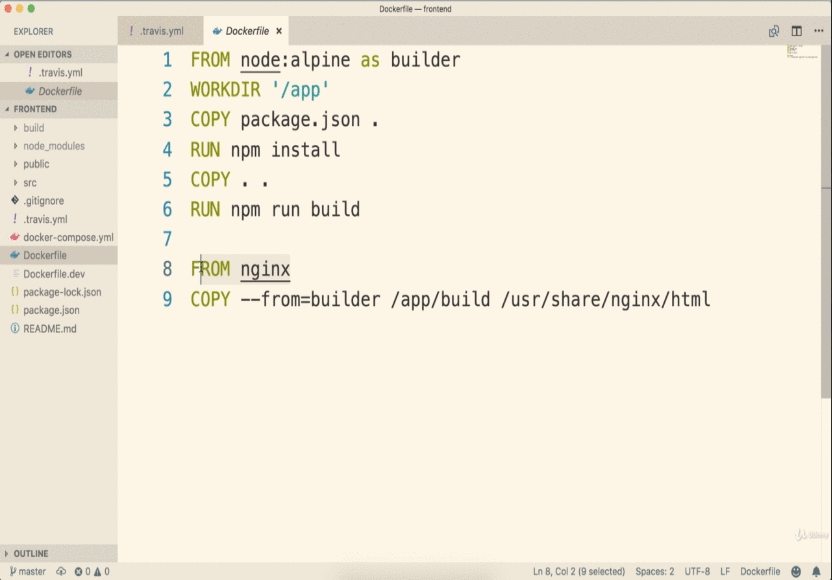 Dockerfile — frontend
EXPLORER
! .travis.yml
Dockerfile ×
OPEN EDITORS
! .travis.yml
Dockerfile
FRONTEND
build
node_modules
public
src
.gitignore
! .travis.yml
docker-compose.yml
Dockerfile
Dockerfile.dev
{} package-lock.json
{} package.json
README.md
1 FROM node:alpine as builder
2 WORKDIR '/app'
3 COPY package.json .
4 RUN npm install
5 COPY . .
6 RUN npm run build
7
8 FROM nginx
9 COPY --from=builder /app/build /usr/share/nginx/html
OUTLINE
master 0 0
Ln 8, Col 2 (9 selected) Spaces: 2 UTF-8 LF Dockerfile